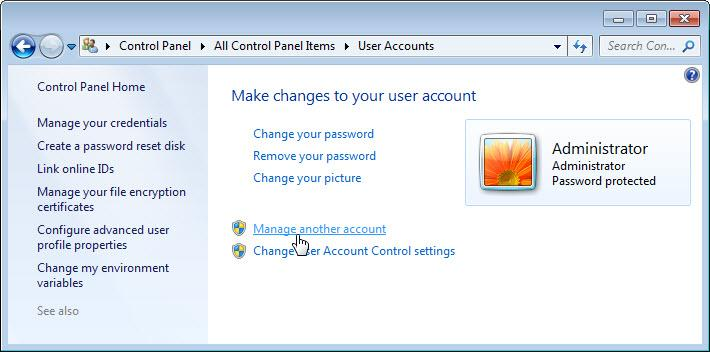 Control Panel All Control Panel Items User Accounts Search Con...
Control Panel Home
Manage your credentials
Create a password reset disk
Link online IDs
Manage your file encryption
certificates
Configure advanced user
profile properties
Change my environment
variables
See also
Make changes to your user account
Change your password
Remove your password
Change your picture
Manage another account
Change User Account Control settings
Administrator
Administrator
Password protected